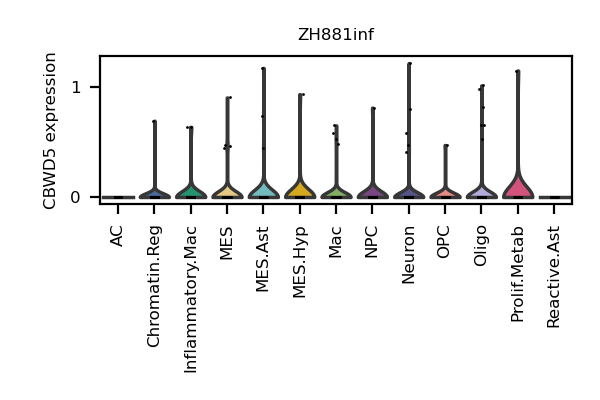 ZH881inf
CBWD5 expression
1
0
AC
Chromatin.Reg
Inflammatory.Mac
MES
MES.Ast
MES.Hyp
Mac
NPC
Neuron
OPC
Oligo
Prolif.Metab
Reactive.Ast